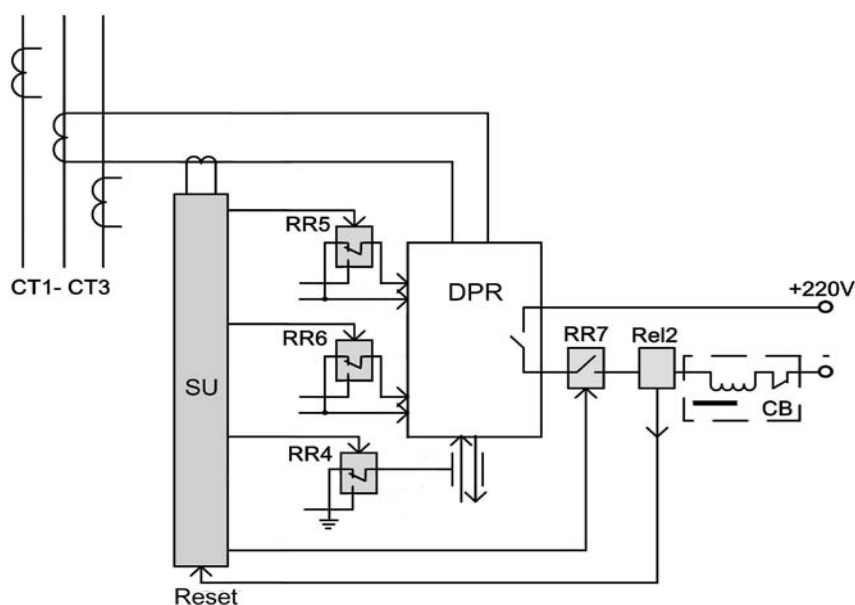 RR5
CT1- CT3
DPR
+220V
RR6
RR7
Rel2
SU
-
CB
RR4
Reset